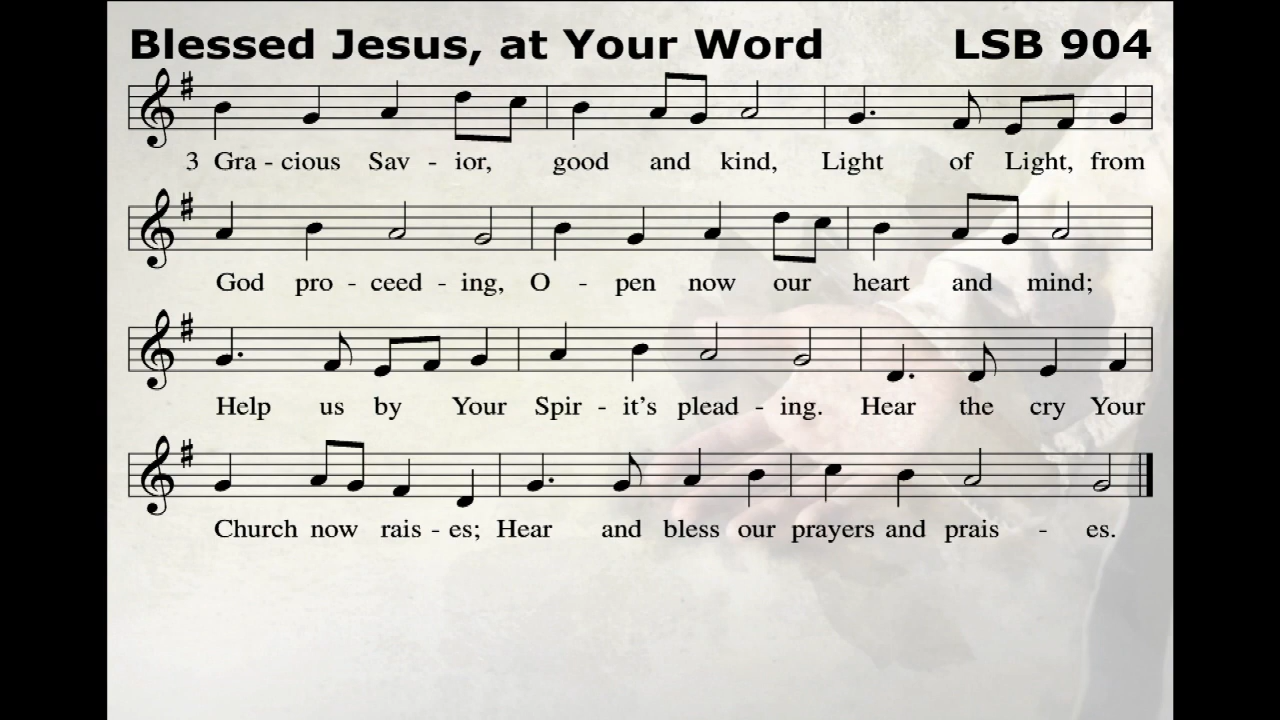 Blessed Jesus, at Your Word LSB 904
3 Gra - cious Sav - ior, good and kind, Light of Light, from
God pro - ceed - ing, O - pen now our heart and mind;
Help us by Your Spir - it's plead - ing. Hear the cry Your
Church now rais - es; Hear and bless our prayers and prais - es.